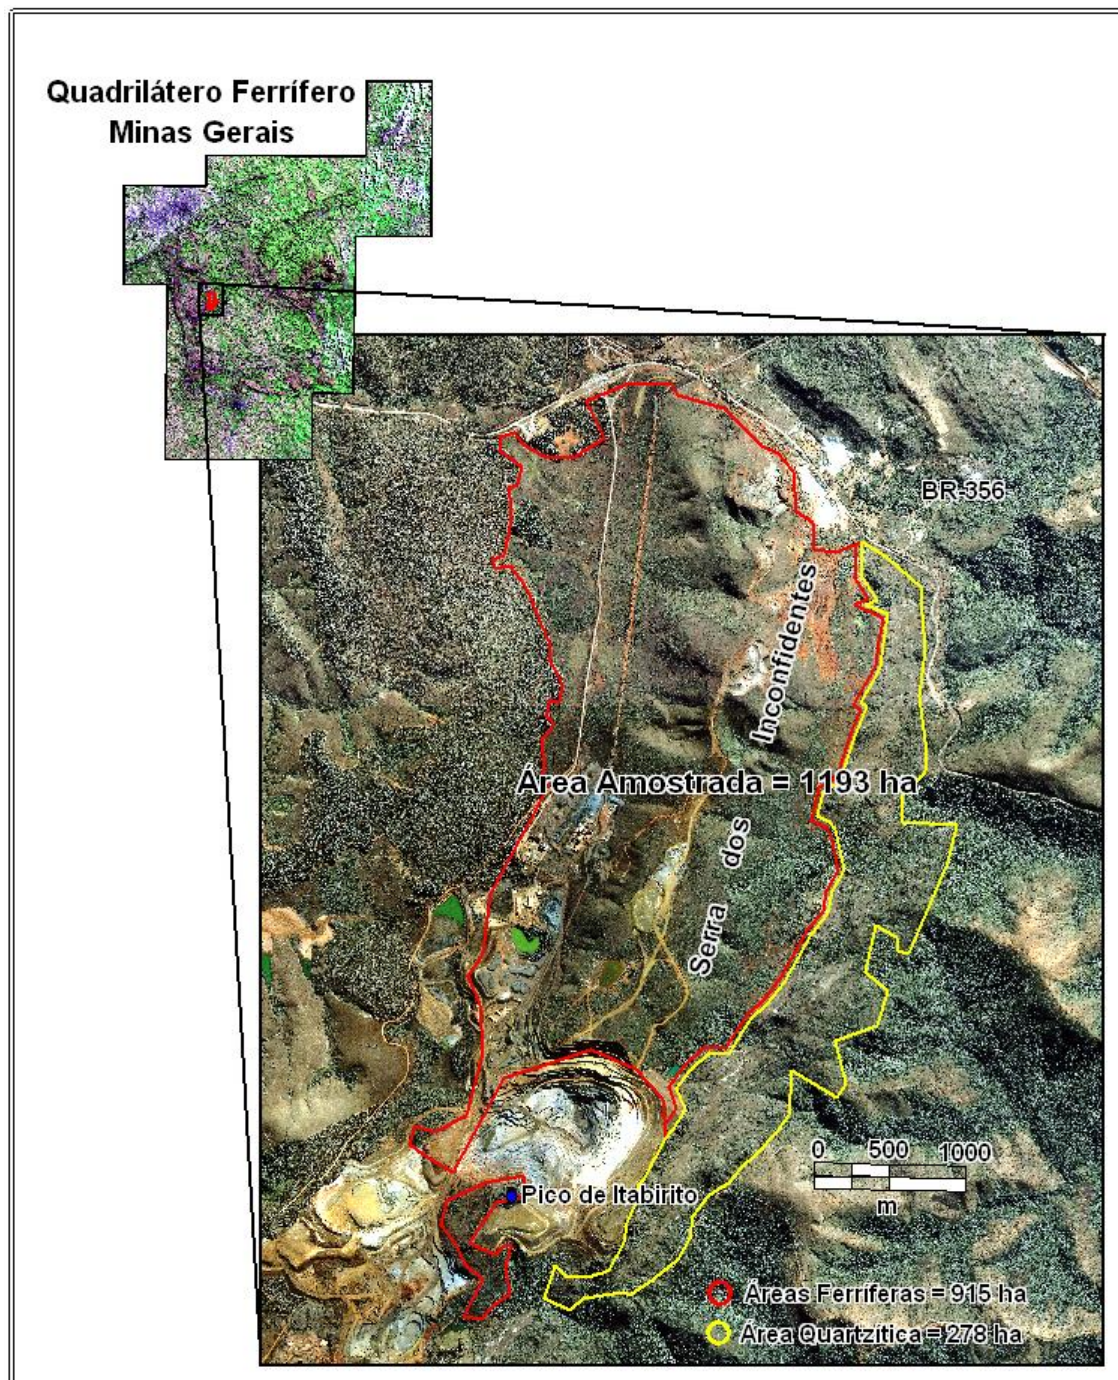 Quadrilátero Ferrífero
Minas Gerais
BR-356
Serra dos Inconfidentes
Área Amostrada = 1193 ha
0 500 1000
m
Pico de Itabirito
Áreas Ferríferas = 915 ha
Área Quartzítica = 278 ha